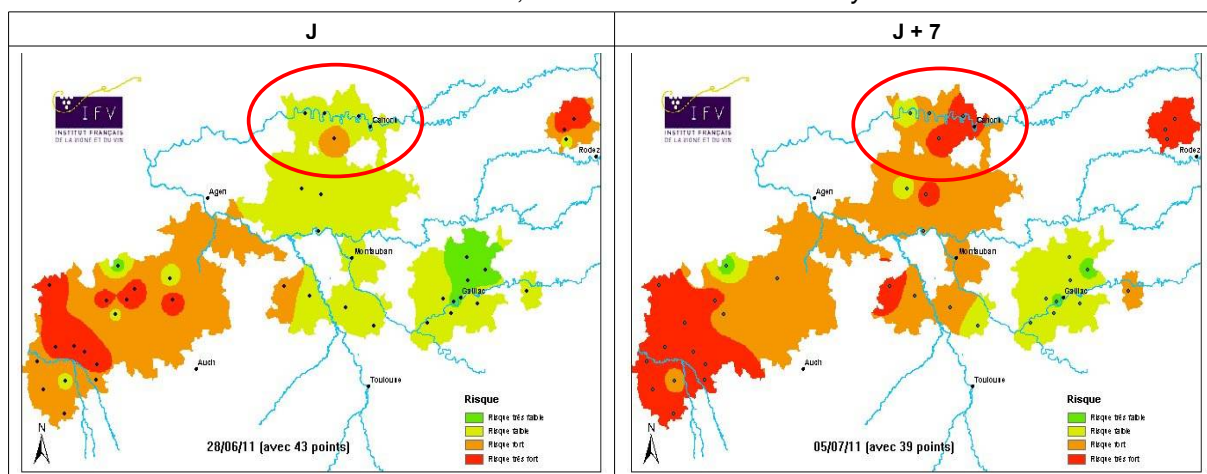 J
J + 7
IFV
INSTITUT FRANÇAIS
DE LA VIGNE ET DU VIN
Cahors
Rodez
Agen
Montauban
Gaillac
Auch
Toulouse
N
28/06/11 (avec 43 points)
Risque
Risque très faible
Risque faible
Risque fort
Risque très fort
IFV
INSTITUT FRANÇAIS
DE LA VIGNE ET DU VIN
Cahors
Rodez
Agen
Montauban
Gaillac
Auch
Toulouse
N
05/07/11 (avec 39 points)
Risque
Risque très faible
Risque faible
Risque fort
Risque très fort